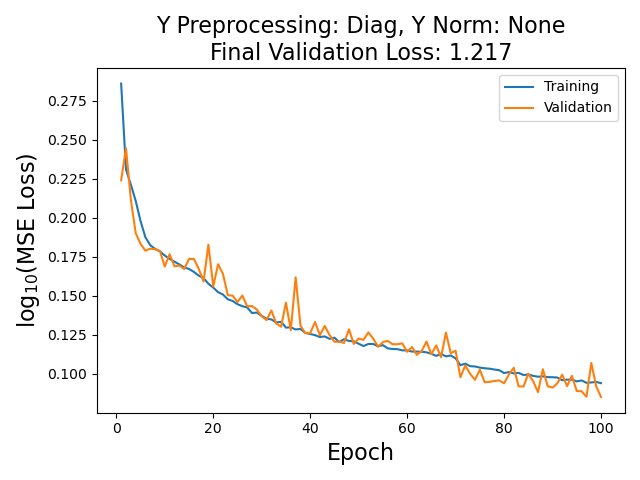 Y Preprocessing: Diag, Y Norm: None
Final Validation Loss: 1.217
Training
Validation
0.275
0.250
0.225
0.200
0.175
0.150
0.125
0.100
log₁₀(MSE Loss)
0
20
40
60
80
100
Epoch